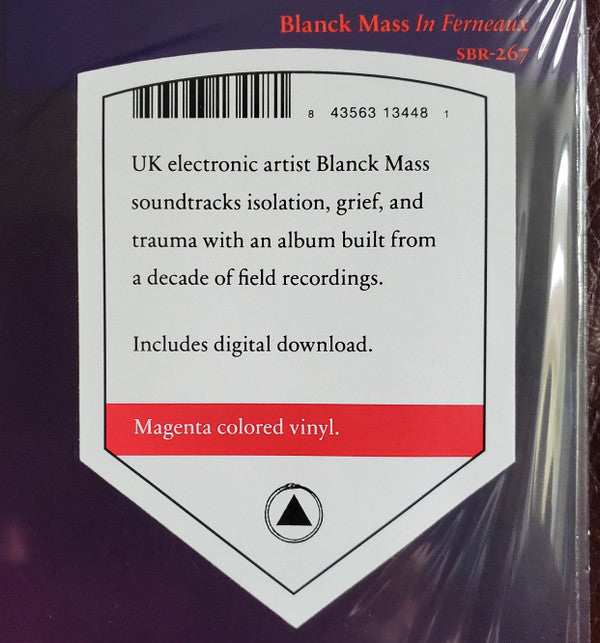 Blanck Mass In Ferneaux
SBR-267
8 43563 13448 1
UK electronic artist Blanck Mass
soundtracks isolation, grief, and
trauma with an album built from
a decade of field recordings.
Includes digital download.
Magenta colored vinyl.